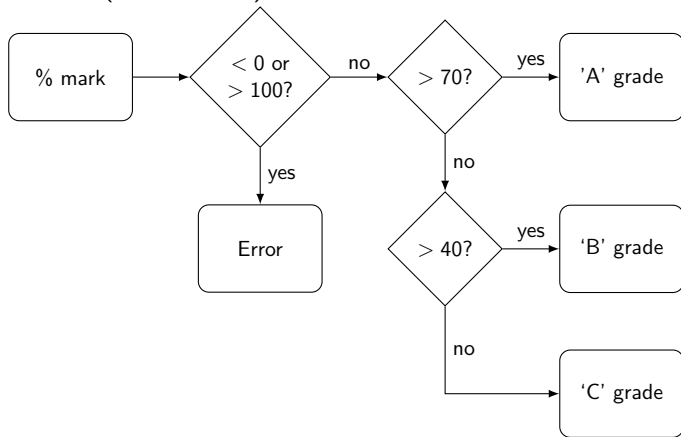 % mark
< 0 or
> 100?
no
> 70?
yes
'A' grade
yes
no
Error
> 40?
yes
‘B’ grade
no
‘C’ grade